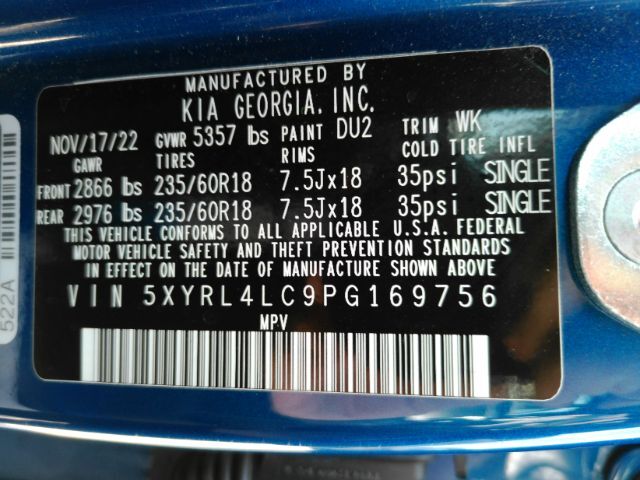 MANUFACTURED BY
KIA GEORGIA, INC.
NOV/17/22 GVWR 5357 lbs PAINT DU2 TRIM WK
GAWR TIRES RIMS COLD TIRE INFL
FRONT 2866 lbs 235/60R18 7.5Jx18 35psi SINGLE
REAR 2976 lbs 235/60R18 7.5Jx18 35psi SINGLE
THIS VEHICLE CONFORMS TO ALL APPLICABLE U.S.A. FEDERAL
MOTOR VEHICLE SAFETY AND THEFT PREVENTION STANDARDS
IN EFFECT ON THE DATE OF MANUFACTURE SHOWN ABOVE
VIN 5XYRL4LC9PG169756
MPV
522A